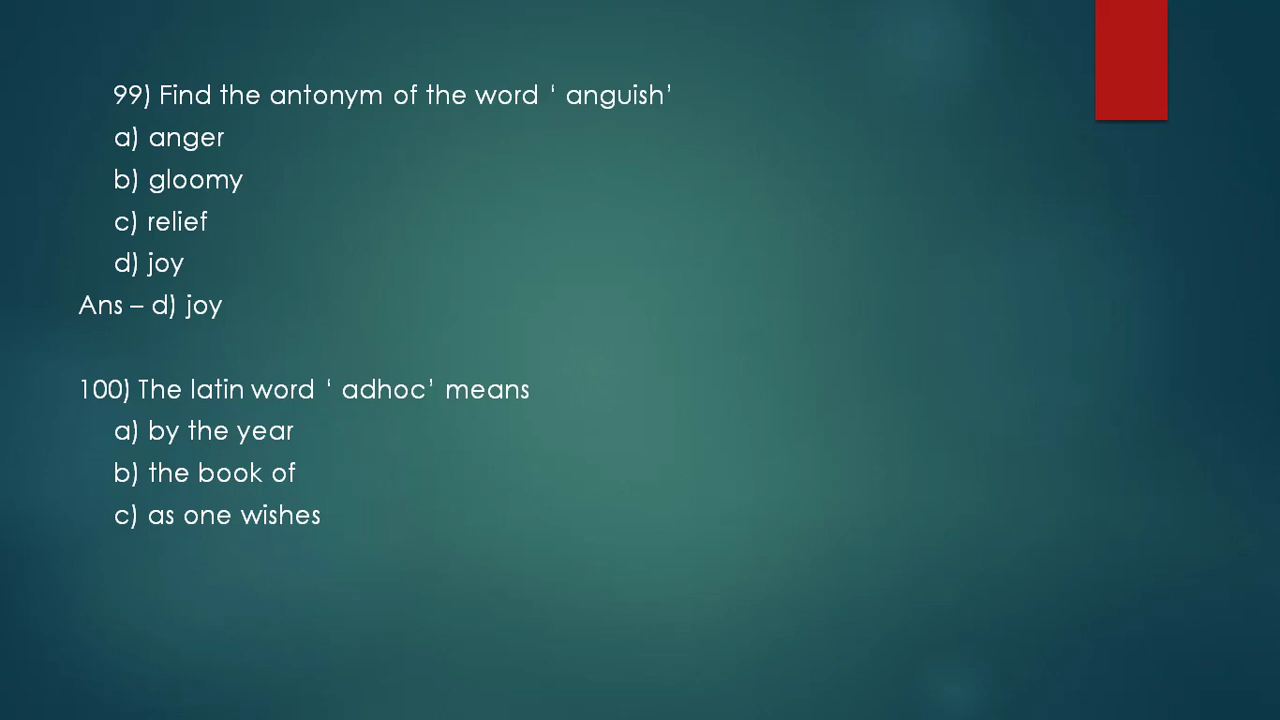 99) Find the antonym of the word ‘ anguish’
a) anger
b) gloomy
c) relief
d) joy
Ans – d) joy
100) The latin word ‘ adhoc’ means
a) by the year
b) the book of
c) as one wishes